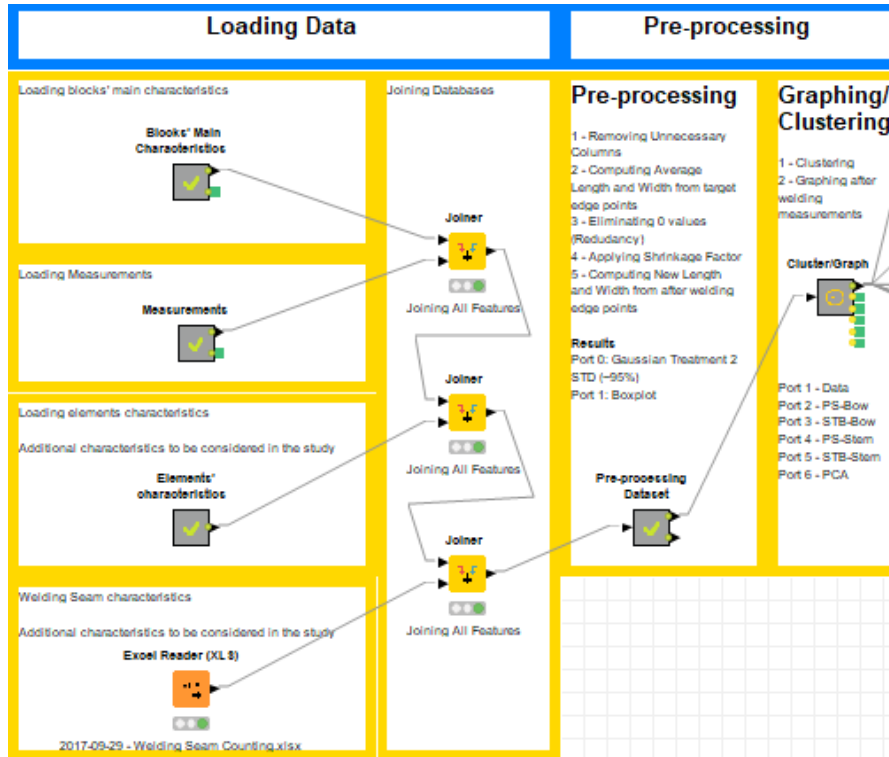 Loading Data
Pre-processing
Loading blocks' main characteristics
Blocks' Main
Characteristics
Loading Measurements
Measurements
Loading elements characteristics
Additional characteristics to be considered in the study
Elements'
characteristics
Welding Seam characteristics
Additional characteristics to be considered in the study
Excel Reader (XLS)
2017-09-29 - Welding Seam Counting.xlsx
Joining Databases
Joiner
Joining All Features
Joiner
Joining All Features
Joiner
Joining All Features
Pre-processing
1 - Removing Unnecessary
Columns
2 - Computing Average
Length and Width from target
edge points
3 - Eliminating 0 values
(Redudancy)
4 - Applying Shrinkage Factor
5 - Computing New Length
and Width from after welding
edge points
Results
Port 0: Gaussian Treatment 2
STD (~95%)
Port 1: Boxplot
Pre-processing
Dataset
Graphing/
Clustering
1 - Clustering
2 - Graphing after
welding
measurements
Cluster/Graph
Port 1 - Data
Port 2 - PS-Bow
Port 3 - STB-Bow
Port 4 - PS-Stern
Port 5 - STB-Stern
Port 6 - PCA